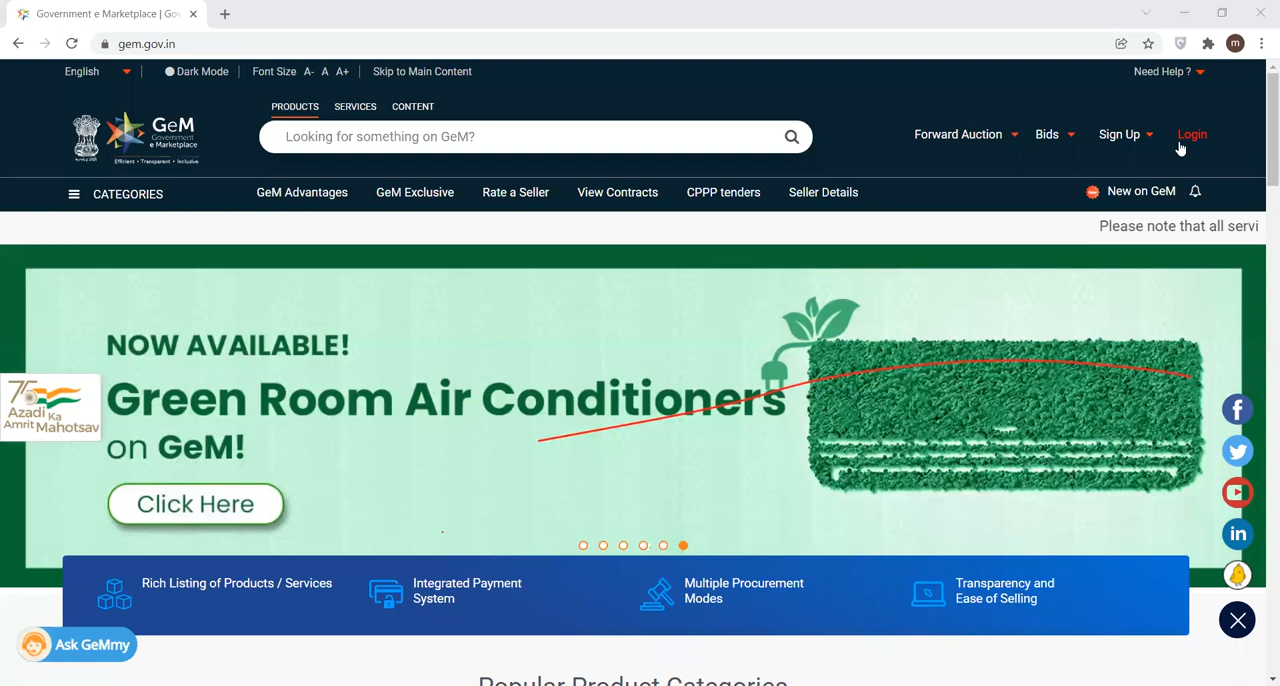 Government e Marketplace | Gov
gem.gov.in
m
English
Dark Mode
Font Size A- A A+
Skip to Main Content
Need Help ?
PRODUCTS SERVICES CONTENT
GeM
Government
e Marketplace
Efficient • Transparent • Inclusive
Looking for something on GeM?
Forward Auction
Bids
Sign Up
Login
CATEGORIES
GeM Advantages
GeM Exclusive
Rate a Seller
View Contracts
CPPP tenders
Seller Details
New on GeM
Please note that all servi
NOW AVAILABLE!
Green Room Air Conditioners
on GeM!
Click Here
75
Azadi Ka
Amrit Mahotsav
Rich Listing of Products / Services
Integrated Payment
System
Multiple Procurement
Modes
Transparency and
Ease of Selling
Ask GeMmy
Popular Product Categories